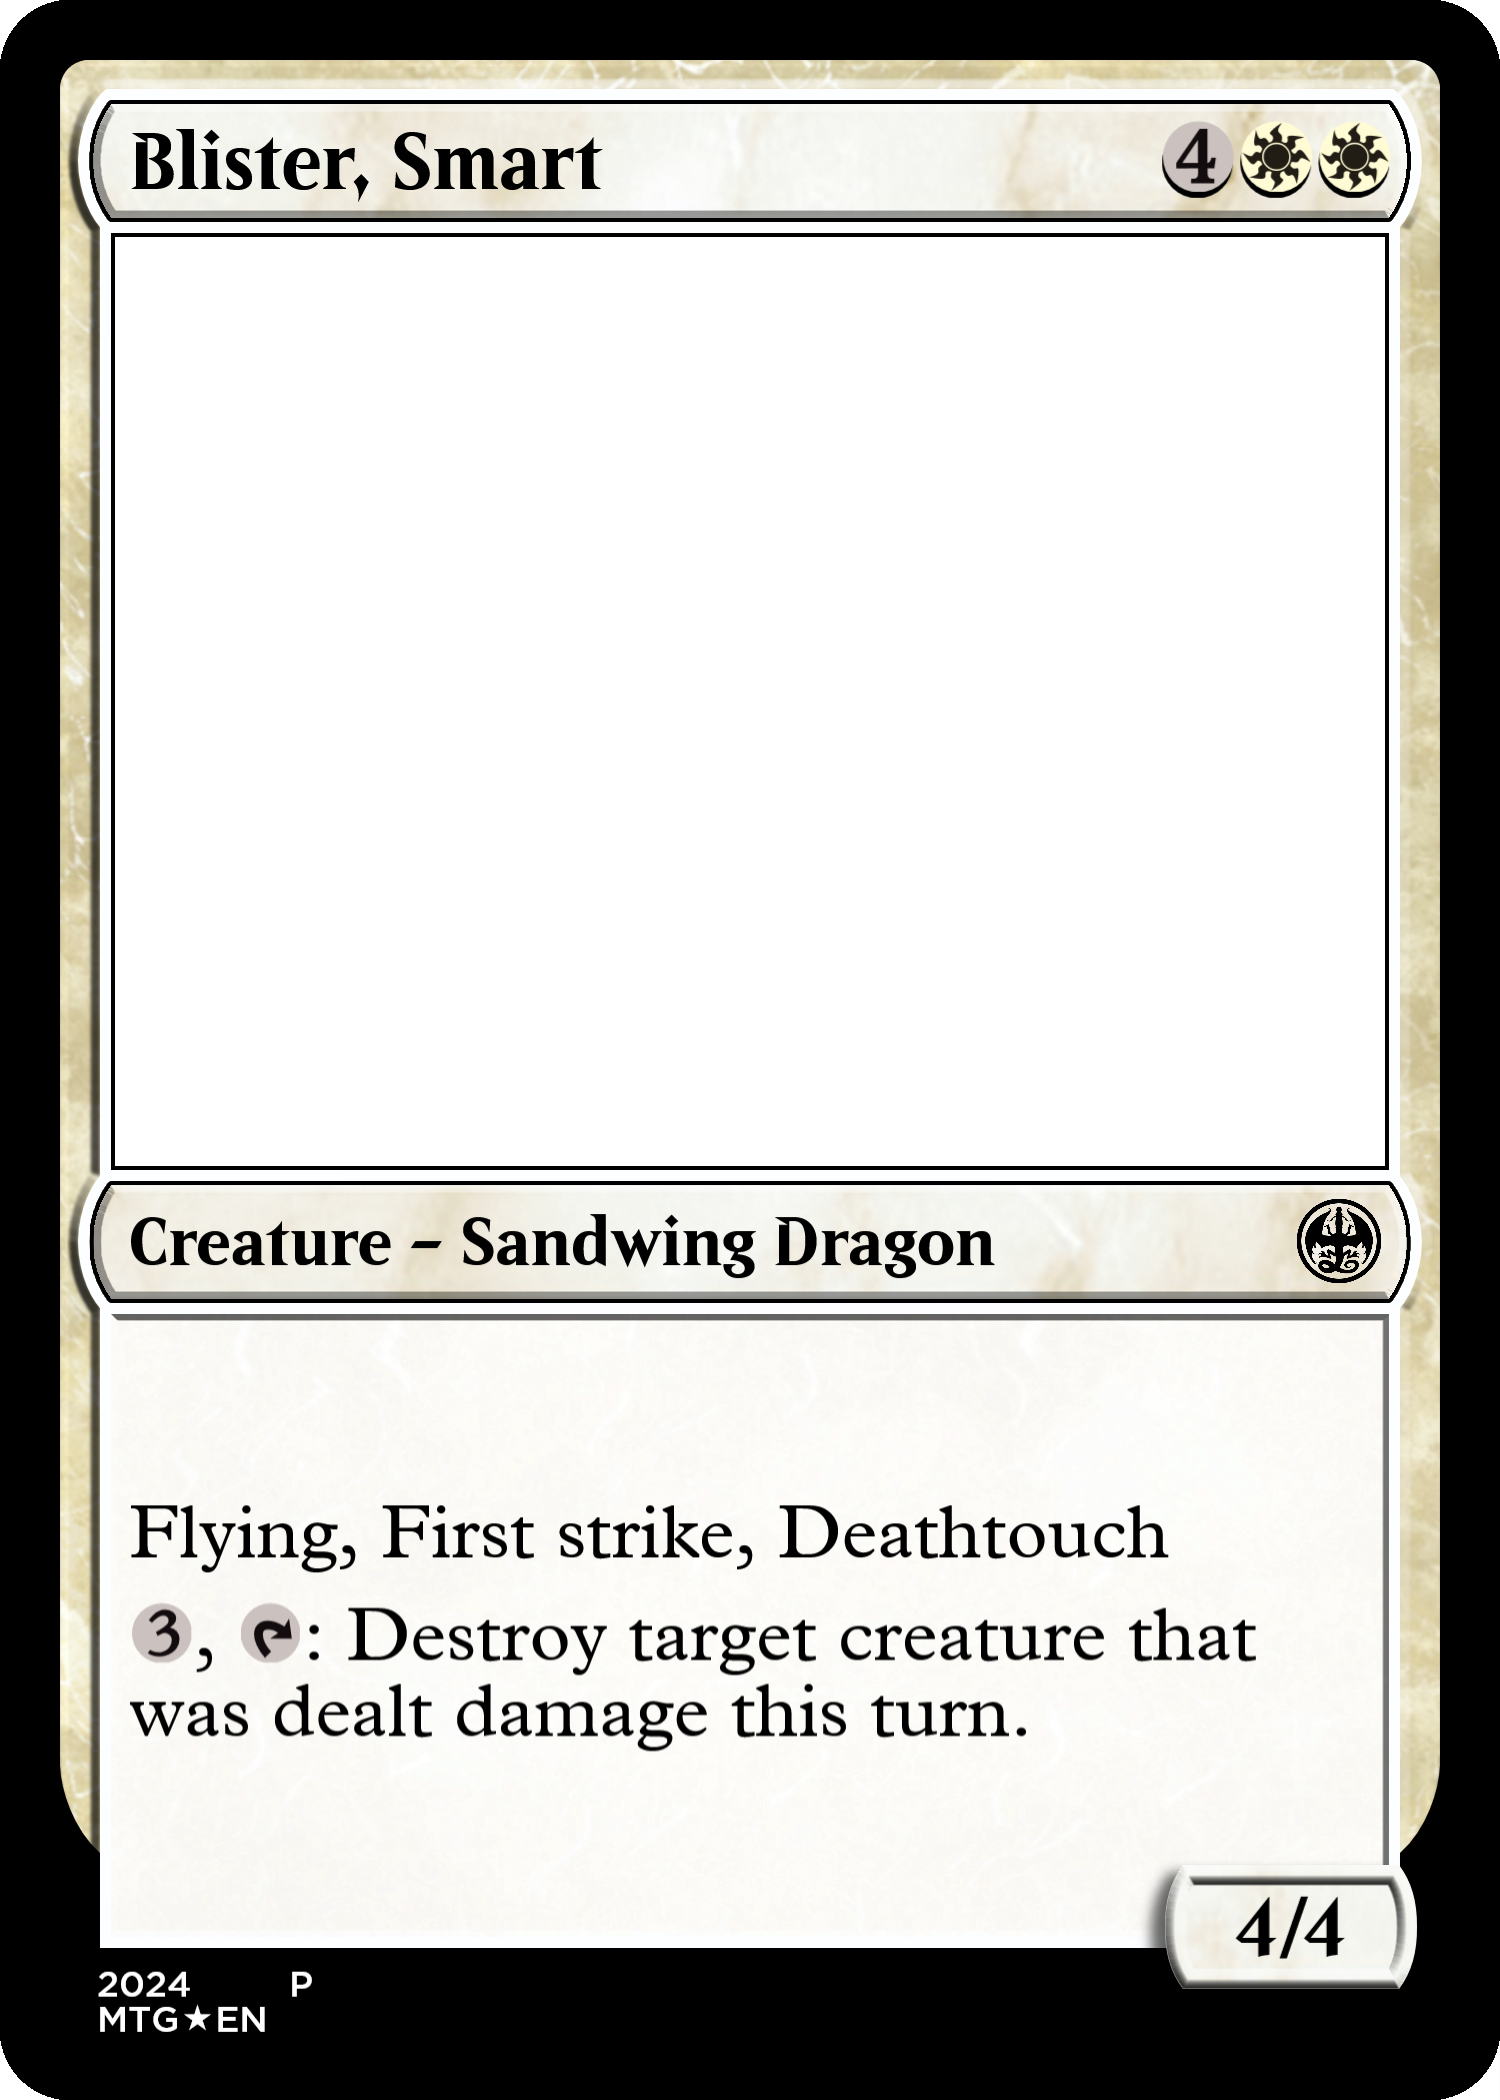 Blister, Smart 4
Creature – Sandwing Dragon
Flying, First strike, Deathtouch
3, : Destroy target creature that
was dealt damage this turn.
4/4
2024 P
MTG★EN